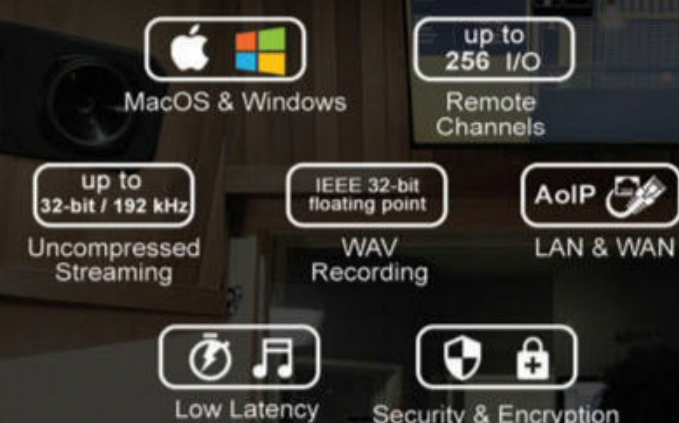 up to
256 I/O
MacOS & Windows
Remote
Channels
up to
32-bit / 192 kHz
IEEE 32-bit
floating point
AoIP
Uncompressed
Streaming
WAV
Recording
LAN & WAN
Low Latency
Security & Encryption